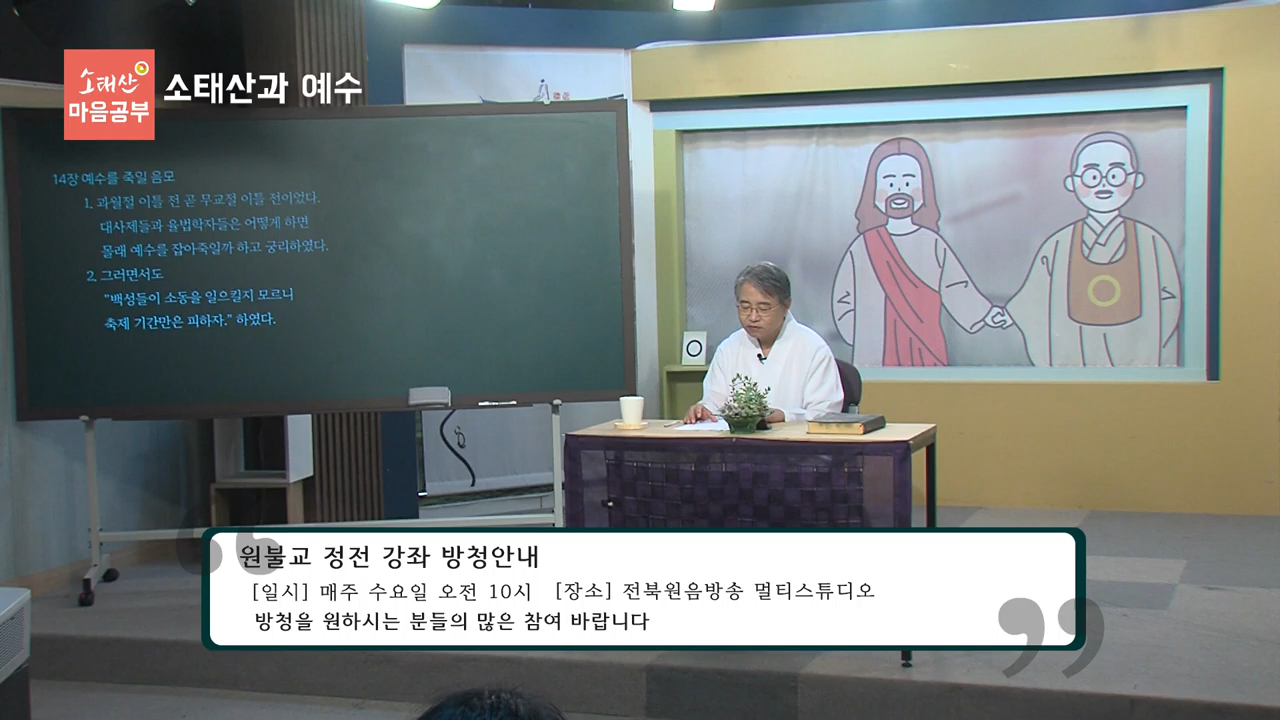 소태산
마음공부
소태산과 예수
14장 예수를 죽일 음모
1. 과월절 이틀 전 곧 무교절 이틀 전이었다.
대사제들과 율법학자들은 어떻게 하면
몰래 예수를 잡아죽일까 하고 궁리하였다.
2. 그러면서도
"백성들이 소동을 일으킬지 모르니
축제 기간만은 피하자." 하였다.
원불교 정전 강좌 방청안내
[일시] 매주 수요일 오전 10시 [장소] 전북원음방송 멀티스튜디오
방청을 원하시는 분들의 많은 참여 바랍니다